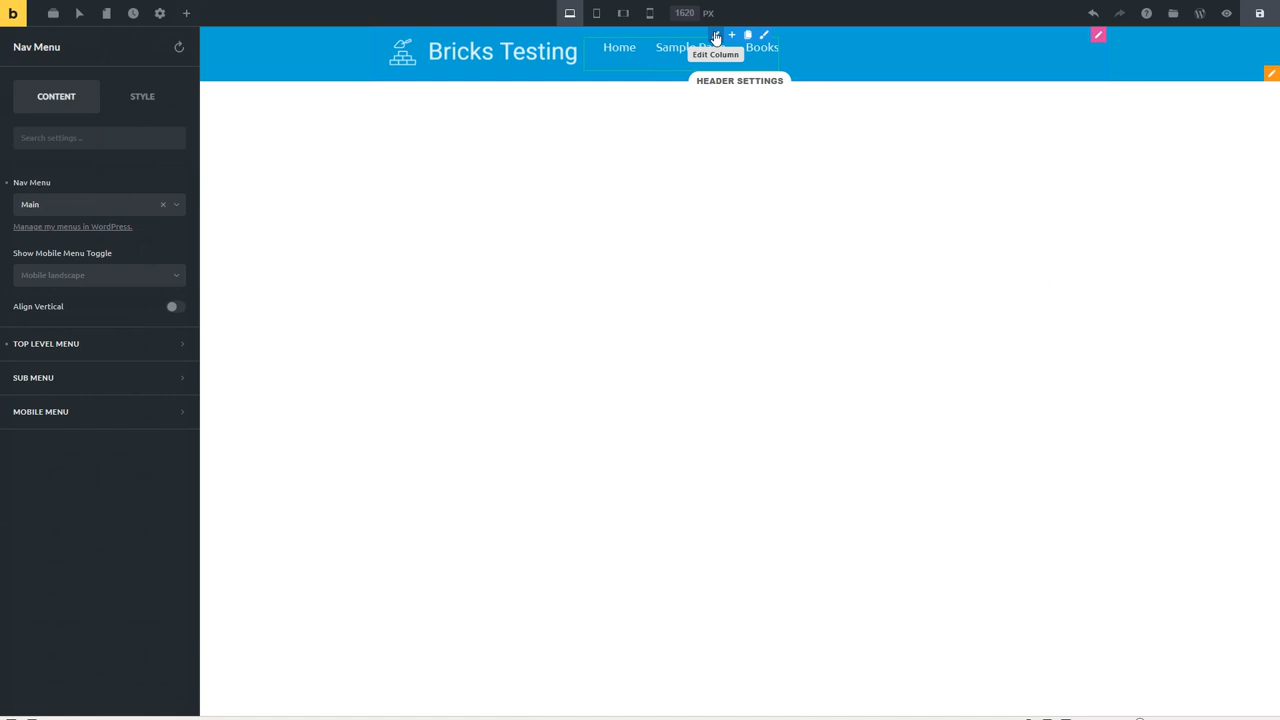 b
1620 PX
Nav Menu
CONTENT
STYLE
Search settings ..
Nav Menu
Main
Manage my menus in WordPress.
Show Mobile Menu Toggle
Mobile landscape
Align Vertical
TOP LEVEL MENU
SUB MENU
MOBILE MENU
Bricks Testing
Home
Books
Edit Column
HEADER SETTINGS